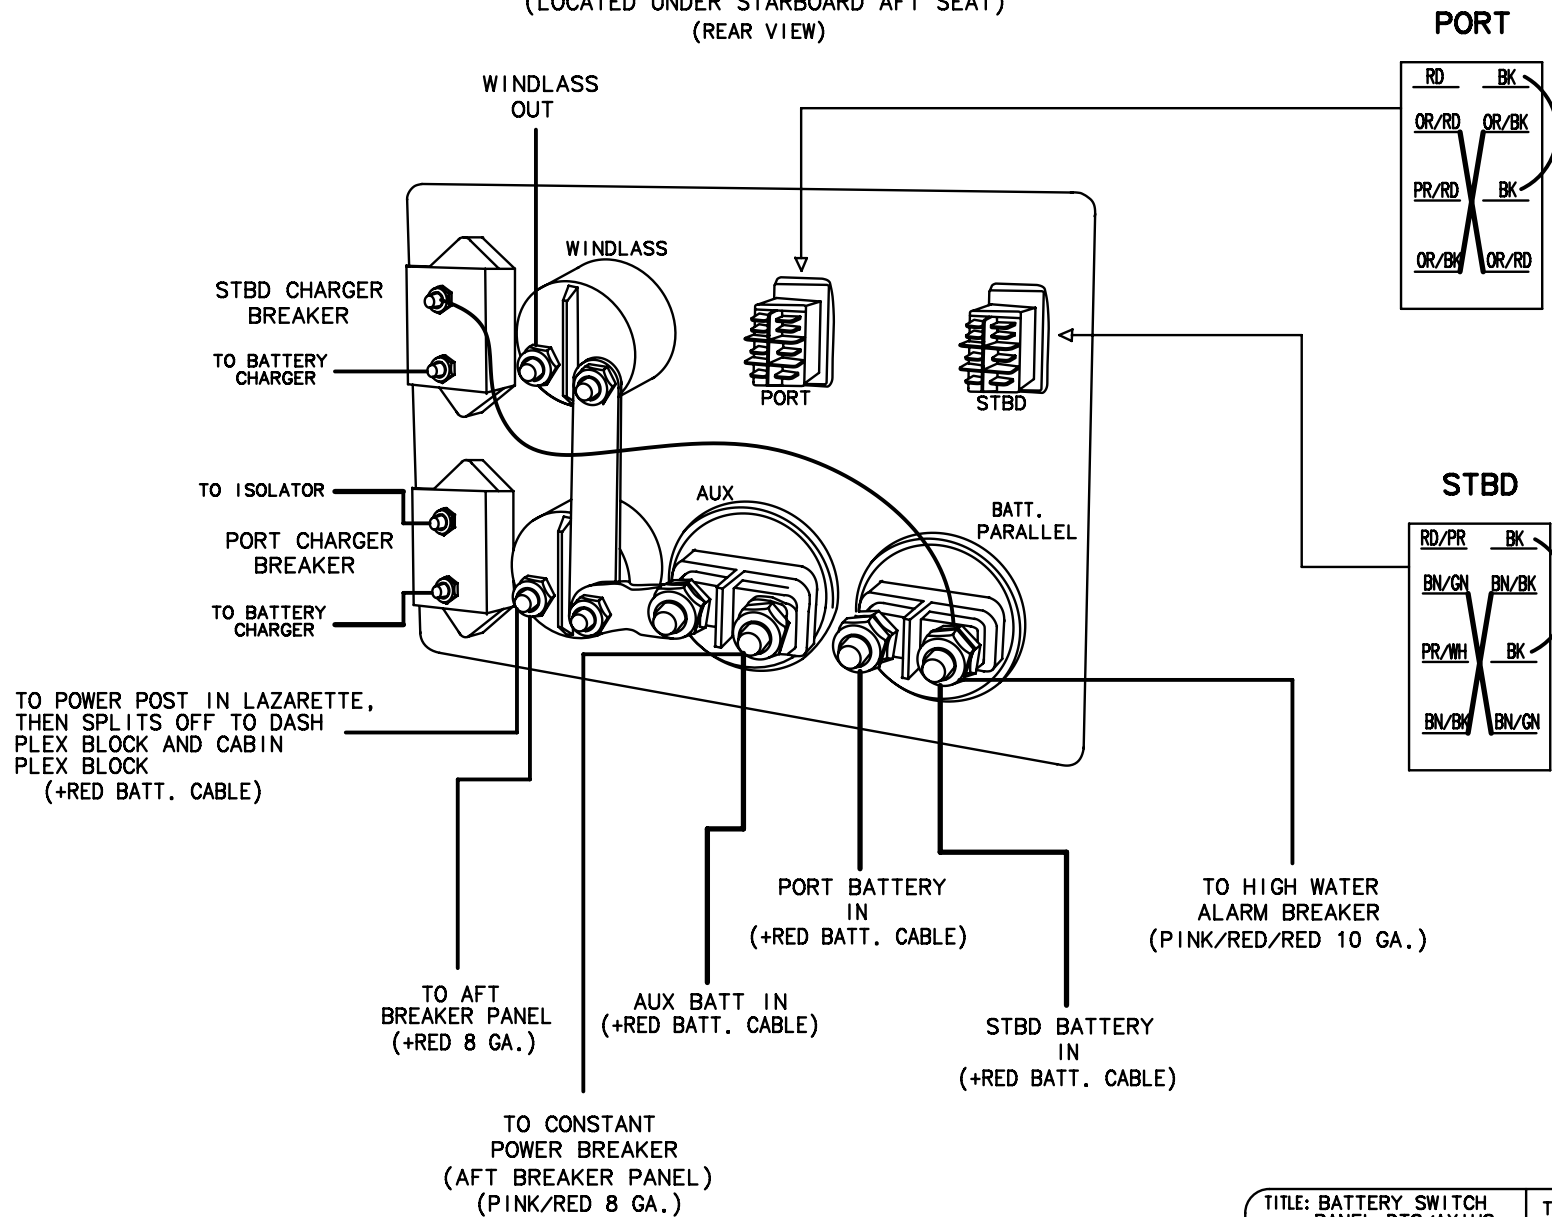 (LOCATED UNDER STARBOARD AFT SEAT)
(REAR VIEW)
PORT
RD BK
OR/RD OR/BK
PR/RD BK
OR/BK OR/RD
WINDLASS
OUT
WINDLASS
STBD CHARGER
BREAKER
TO BATTERY
CHARGER
PORT
STBD
TO ISOLATOR
PORT CHARGER
BREAKER
TO BATTERY
CHARGER
AUX
BATT.
PARALLEL
STBD
RD/PR BK
BN/GN BN/BK
PR/WH BK
BN/BK BN/GN
TO POWER POST IN LAZARETTE,
THEN SPLITS OFF TO DASH
PLEX BLOCK AND CABIN
PLEX BLOCK
(+RED BATT. CABLE)
PORT BATTERY
IN
(+RED BATT. CABLE)
TO HIGH WATER
ALARM BREAKER
(PINK/RED/RED 10 GA.)
TO AFT
BREAKER PANEL
(+RED 8 GA.)
AUX BATT IN
(+RED BATT. CABLE)
STBD BATTERY
IN
(+RED BATT. CABLE)
TO CONSTANT
POWER BREAKER
(AFT BREAKER PANEL)
(PINK/RED 8 GA.)
TITLE: BATTERY SWITCH